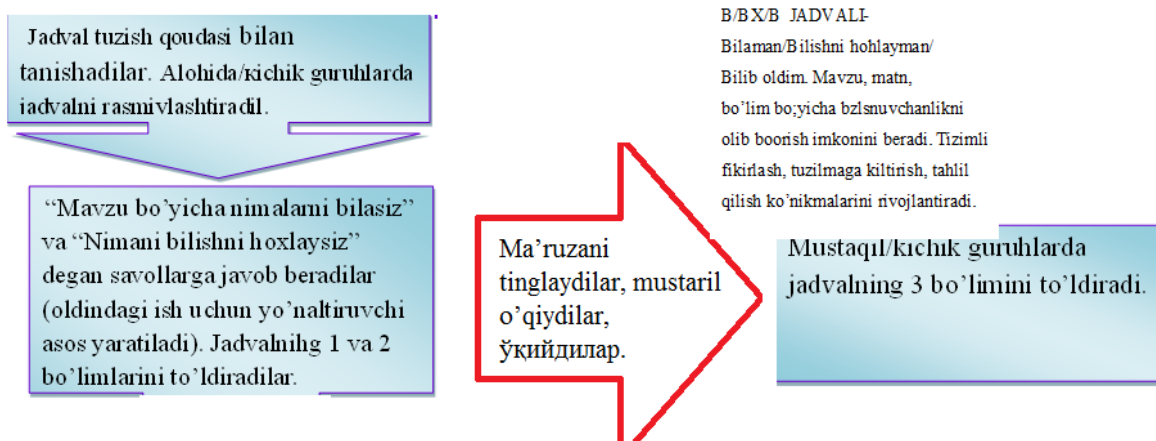 Jadval tuzish qoudasi bilan
tanishadilar. Alohida/кichik guruhlarda
iadvalni rasmivlashtiradil.
“Mavzu bo’yicha nimalarni bilasiz”
va “Nimani bilishni hoxlaysiz”
degan savollarga javob beradilar
(oldindagi ish uchun yo’naltiruvchi
asos yaratiladi). Jadvalnihg 1 va 2
bo’limlarini to’ldiradilar.
Ma’ruzani
tinglaydilar, mustaril
o’qiydilar,
ўқийдилар.
B/BX/B JADVALI-
Bilaman/Bilishni hohlayman/
Bilib oldim. Mavzu, matn,
bo’lim bo;yicha bzlsnuvchanlikni
olib boorish imkonini beradi. Tizimli
fikirlash, tuzilmaga kiltirish, tahlil
qilish ko’nikmalarini rivojlantiradi.
Mustaqil/kichik guruhlarda
jadvalning 3 bo’limini to’ldiradi.